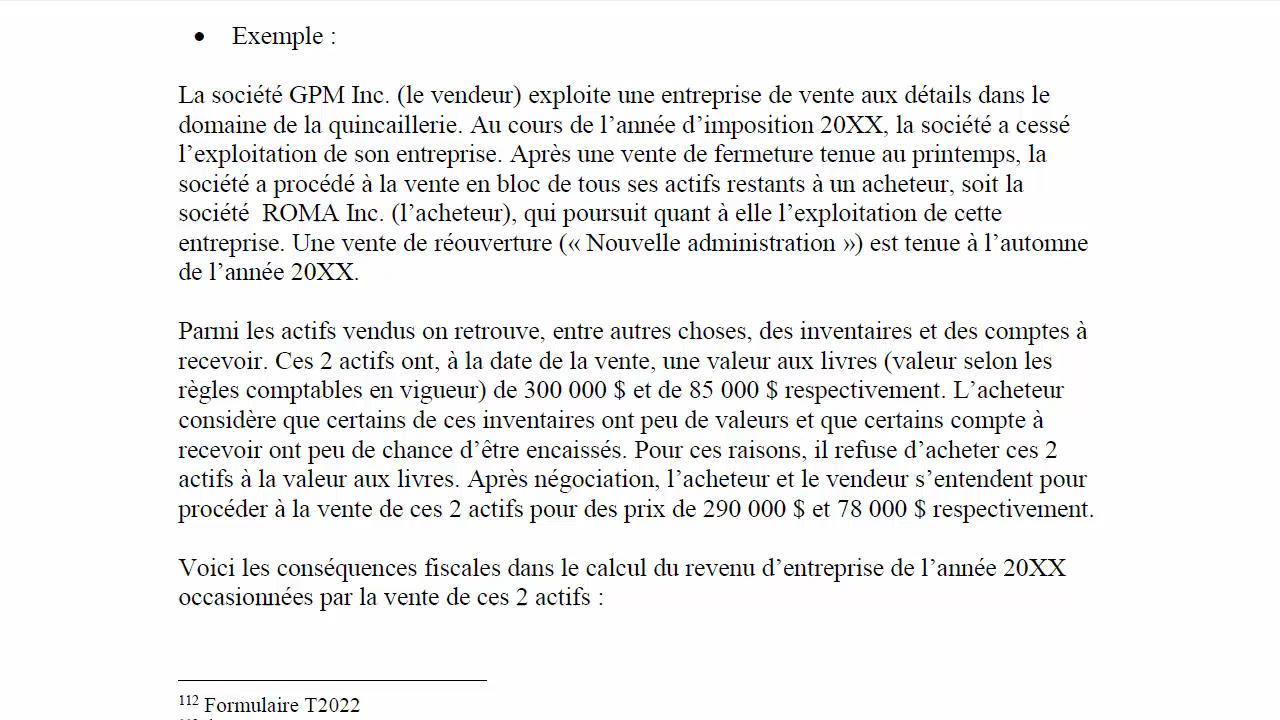 • Exemple :
La société GPM Inc. (le vendeur) exploite une entreprise de vente aux détails dans le
domaine de la quincaillerie. Au cours de l’année d’imposition 20XX, la société a cessé
l’exploitation de son entreprise. Après une vente de fermeture tenue au printemps, la
société a procédé à la vente en bloc de tous ses actifs restants à un acheteur, soit la
société  ROMA Inc. (l’acheteur), qui poursuit quant à elle l’exploitation de cette
entreprise. Une vente de réouverture (« Nouvelle administration ») est tenue à l’automne
de l’année 20XX.
Parmi les actifs vendus on retrouve, entre autres choses, des inventaires et des comptes à
recevoir. Ces 2 actifs ont, à la date de la vente, une valeur aux livres (valeur selon les
règles comptables en vigueur) de 300 000 $ et de 85 000 $ respectivement. L’acheteur
considère que certains de ces inventaires ont peu de valeurs et que certains compte à
recevoir ont peu de chance d’être encaissés. Pour ces raisons, il refuse d’acheter ces 2
actifs à la valeur aux livres. Après négociation, l’acheteur et le vendeur s’entendent pour
procéder à la vente de ces 2 actifs pour des prix de 290 000 $ et 78 000 $ respectivement.
Voici les conséquences fiscales dans le calcul du revenu d’entreprise de l’année 20XX
occasionnées par la vente de ces 2 actifs :
112 Formulaire T2022